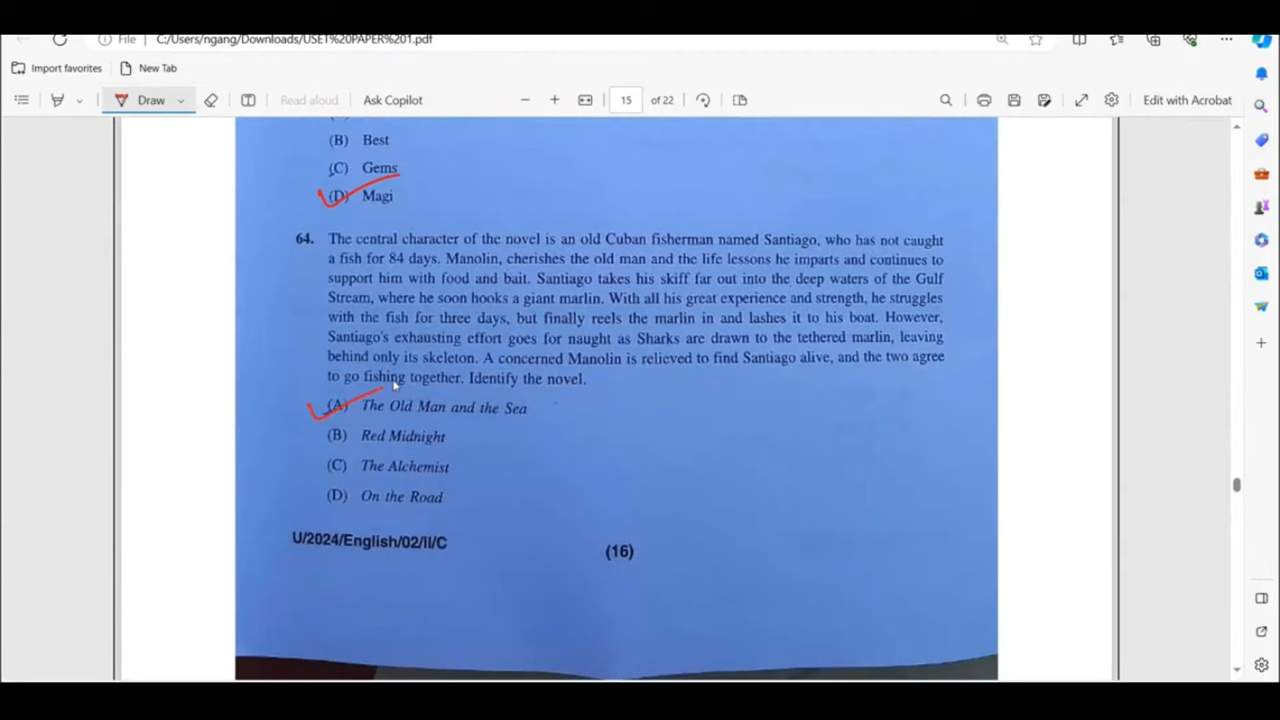 File C:/Users/ngang/Downloads/USET%20PAPER%201.pdf
Import favorites New Tab
Draw Read aloud Ask Copilot 15 of 22 Edit with Acrobat
(B) Best
(C) Gems
(D) Magi
64. The central character of the novel is an old Cuban fisherman named Santiago, who has not caught
a fish for 84 days. Manolin, cherishes the old man and the life lessons he imparts and continues to
support him with food and bait. Santiago takes his skiff far out into the deep waters of the Gulf
Stream, where he soon hooks a giant marlin. With all his great experience and strength, he struggles
with the fish for three days, but finally reels the marlin in and lashes it to his boat. However,
Santiago's exhausting effort goes for naught as Sharks are drawn to the tethered marlin, leaving
behind only its skeleton. A concerned Manolin is relieved to find Santiago alive, and the two agree
to go fishing together. Identify the novel.
(A) The Old Man and the Sea
(B) Red Midnight
(C) The Alchemist
(D) On the Road
U/2024/English/02/II/C
(16)